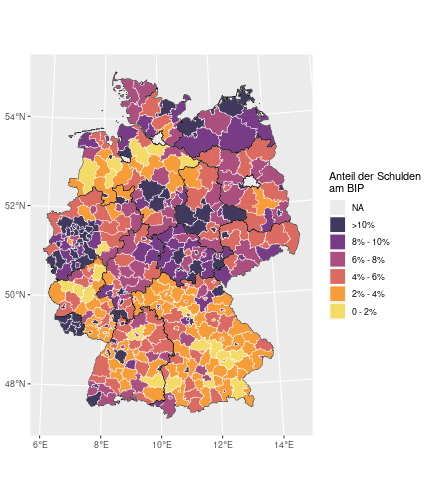 54°N
52°N
50°N
48°N
6°E
8°E
10°E
12°E
14°E
Anteil der Schulden
am BIP
NA
>10%
8% - 10%
6% - 8%
4% - 6%
2% - 4%
0 - 2%